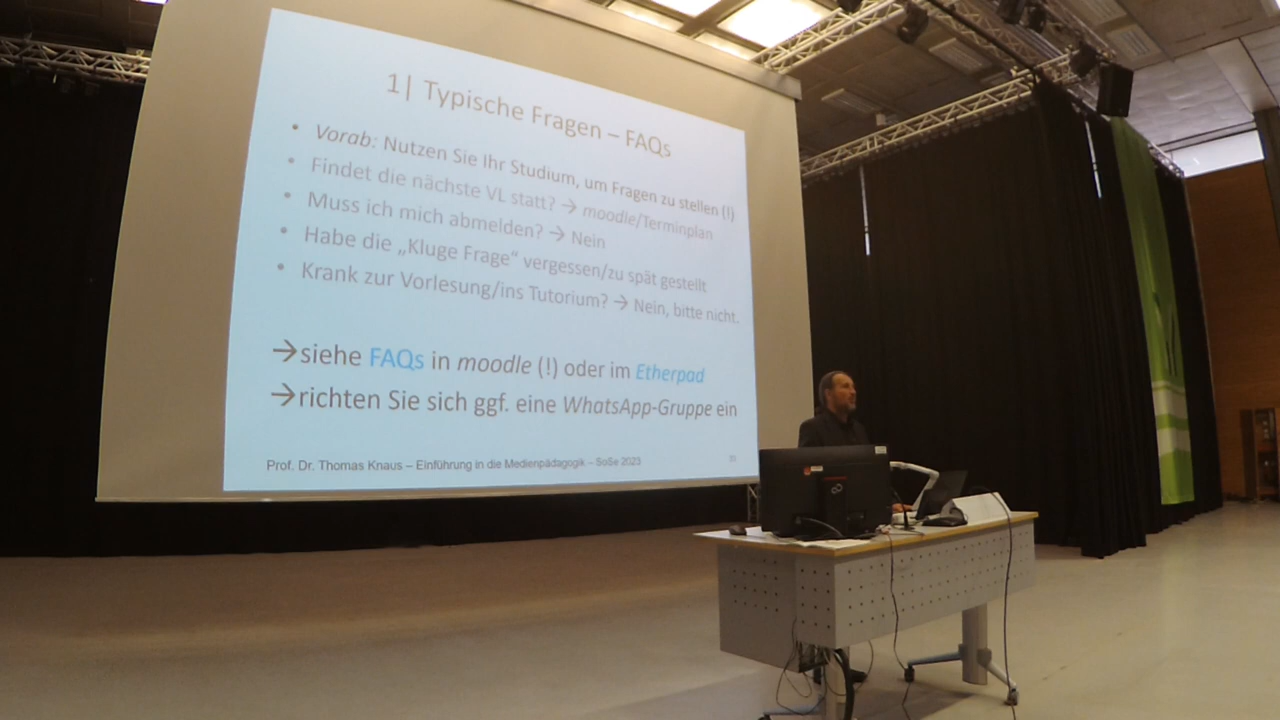 1| Typische Fragen – FAQs
• Vorab: Nutzen Sie Ihr Studium, um Fragen zu stellen (!)
• Findet die nächste VL statt? → moodle/Terminplan
• Muss ich mich abmelden? → Nein
• Habe die „Kluge Frage“ vergessen/zu spät gestellt
• Krank zur Vorlesung/ins Tutorium? → Nein, bitte nicht.
→siehe FAQs in moodle (!) oder im Etherpad
→richten Sie sich ggf. eine WhatsApp-Gruppe ein
Prof. Dr. Thomas Knaus – Einführung in die Medienpädagogik – SoSe 2023